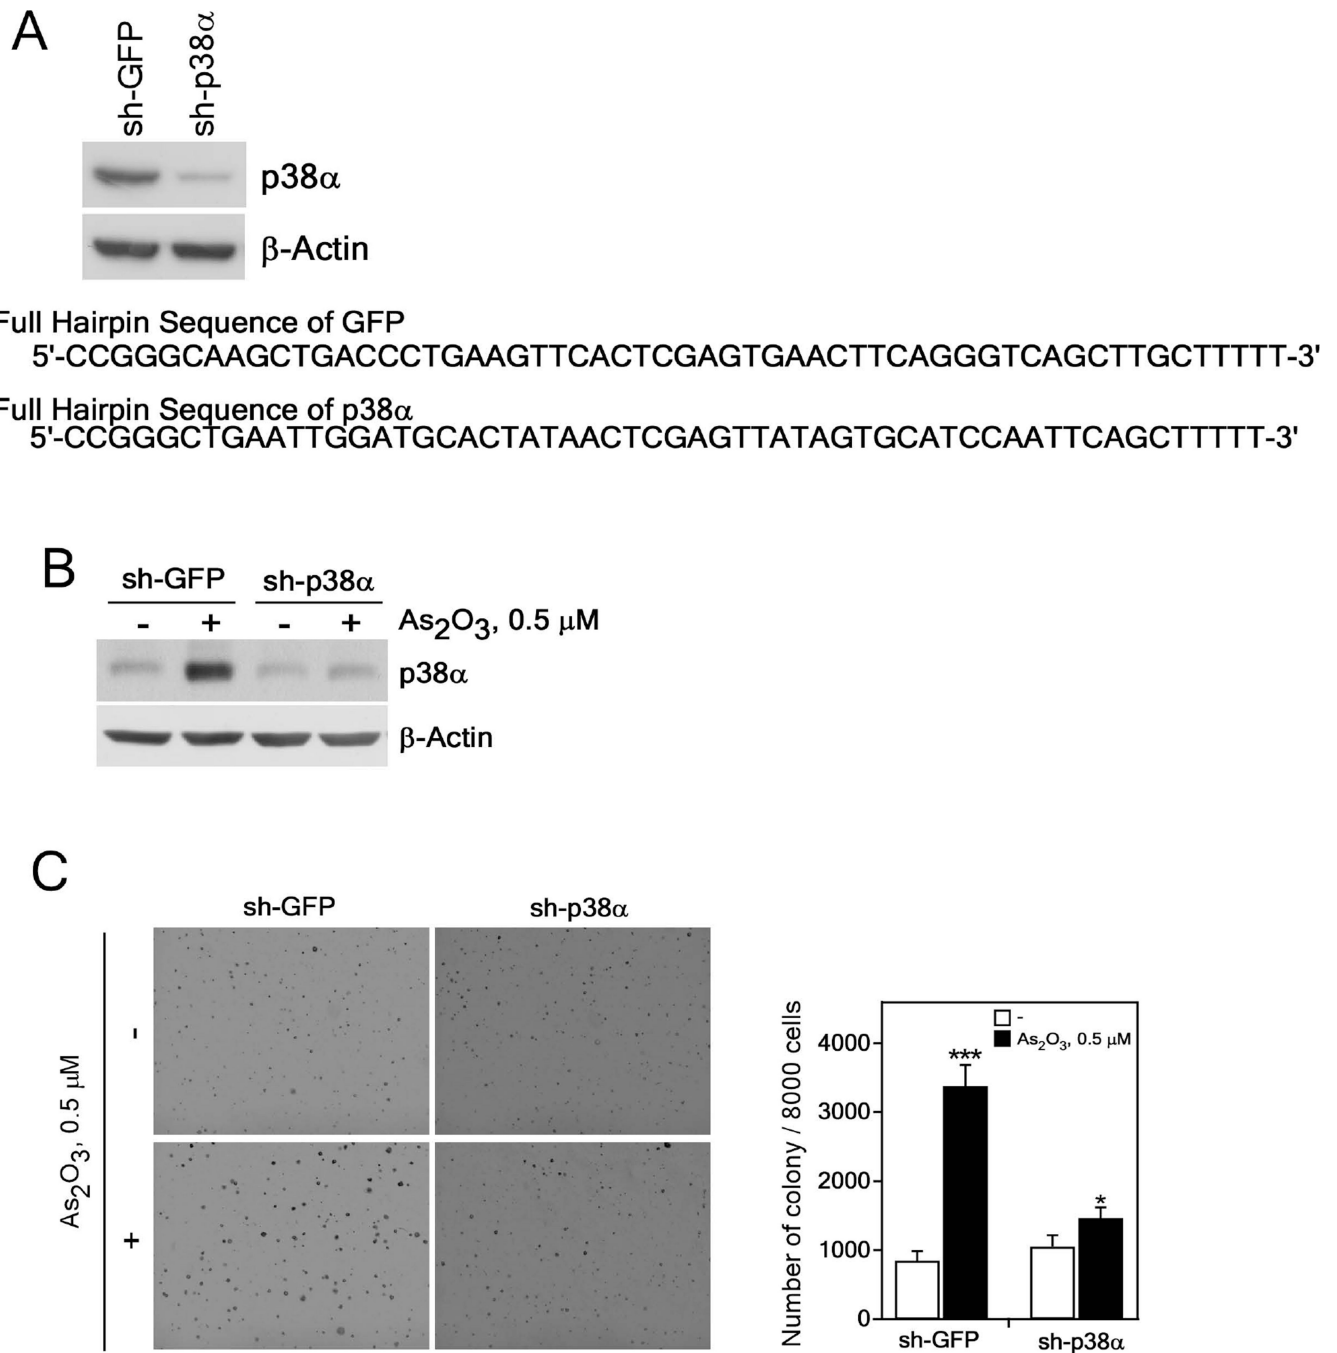 A
sh-GFP
sh-p38α
p38α
β-Actin
Full Hairpin Sequence of GFP
5'-CCGGGCAAGCTGACCCTGAAGTTCACTCGAGTGAACTTCAGGGTCAGCTTGCTTTTT-3'
Full Hairpin Sequence of p38α
5'-CCGGGCTGAATTGGATGCACTATAACTCGAGTTATAGTGCATCCAATTCAGCTTTTT-3'
B
sh-GFP sh-p38α
- + - + As2O3, 0.5 μM
p38α
β-Actin
C
sh-GFP sh-p38α
As2O3, 0.5 μM
-
+
Number of colony / 8000 cells
4000
3000
2000
1000
0
-
As2O3, 0.5 μM
***
*
sh-GFP sh-p38α